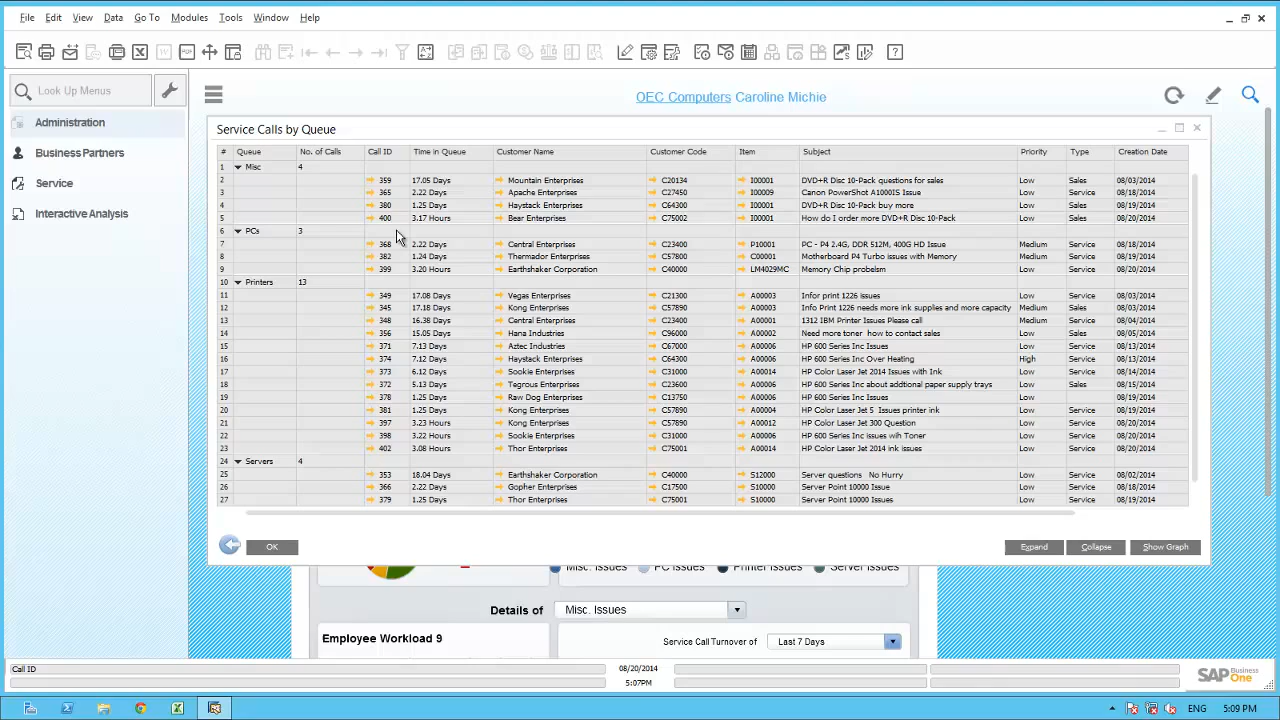 File Edit View Data Go To Modules Tools Window Help
Look Up Menus
Administration
Business Partners
Service
Interactive Analysis
OEC Computers Caroline Michie
Service Calls by Queue
# Queue No. of Calls Call ID Time in Queue Customer Name Customer Code Item Subject Priority Type Creation Date
1 Misc 4
2 359 17.05 Days Mountain Enterprises C20134 I00001 DVD+R Disc 10-Pack questions for sales Low Sales 08/03/2014
3 365 2.22 Days Apache Enterprises C27450 I00009 Canon PowerShot A1000IS Issue Low Service 08/18/2014
4 380 1.25 Days Haystack Enterprises C64300 I00001 DVD+R Disc 10-Pack buy more Low Sales 08/19/2014
5 400 3.17 Hours Bear Enterprises C75002 I00001 How do I order more DVD+R Disc 10-Pack Low Sales 08/20/2014
6 PCs 3
7 368 2.22 Days Central Enterprises C23400 P10001 PC - P4 2.4G, DDR 512M, 400G HD Issue Medium Service 08/18/2014
8 382 1.24 Days Thermador Enterprises C57800 C00001 Motherboard P4 Turbo issues with Memory Medium Service 08/19/2014
9 399 3.20 Hours Earthshaker Corporation C40000 LM4029MC Memory Chip probelsm Low Service 08/20/2014
10 Printers 13
11 349 17.08 Days Vegas Enterprises C21300 A00003 Infor print 1226 issues Low Service 08/03/2014
12 345 17.18 Days Kong Enterprises C57890 A00003 Info Print 1226 needs more ink supplies and more capacity Medium Sales 08/03/2014
13 348 16.38 Days Central Enterprises C23400 A00003 1312 IBM Printer Issues Please call Medium Service 08/04/2014
14 356 15.05 Days Hana Industries C96000 A00002 Need more toner how to contact sales Low Sales 08/05/2014
15 371 7.13 Days Aztec Industries C67000 A00006 HP 600 Series Inc Issues Low Service 08/13/2014
16 374 7.12 Days Haystack Enterprises C64300 A00006 HP 600 Series Inc Over Heating High Service 08/13/2014
17 373 6.12 Days Sookie Enterprises C31000 A00014 HP Color Laser Jet 2014 Issues with Ink Low Service 08/14/2014
18 372 5.13 Days Tegrous Enterprises C23600 A00006 HP 600 Series Inc about addtional paper supply trays Low Sales 08/15/2014
19 378 1.25 Days Raw Dog Enterprises C13750 A00006 HP 600 Series Inc Issues Low 08/19/2014
20 381 1.25 Days Kong Enterprises C57890 A00004 HP Color Laser Jet 5 Issues printer ink Low Service 08/19/2014
21 397 3.23 Hours Kong Enterprises C57890 A00012 HP Color LaserJet 300 Question Low Service 08/20/2014
22 398 3.22 Hours Sookie Enterprises C31000 A00006 HP 600 Series Inc issues wih Toner Low Service 08/20/2014
23 402 3.08 Hours Thor Enterprises C75001 A00014 HP Color LaserJet 2014 ink issues Low Service 08/20/2014
24 Servers 4
25 353 18.04 Days Earthshaker Corporation C40000 S12000 Server questions No Hurry Low Service 08/02/2014
26 366 2.22 Days Gopher Enterprises C17500 S10000 Server Point 10000 Issue Low Service 08/18/2014
27 379 1.25 Days Thor Enterprises C75001 S10000 Server Point 10000 Issues Low Service 08/19/2014
OK Expand Collapse Show Graph
Misc. Issues PC Issues Printer Issues Server Issues
Details of Misc. Issues
Employee Workload 9 Service Call Turnover of Last 7 Days
Call ID 08/20/2014
5:07PM
SAP Business One
ENG 5:09 PM